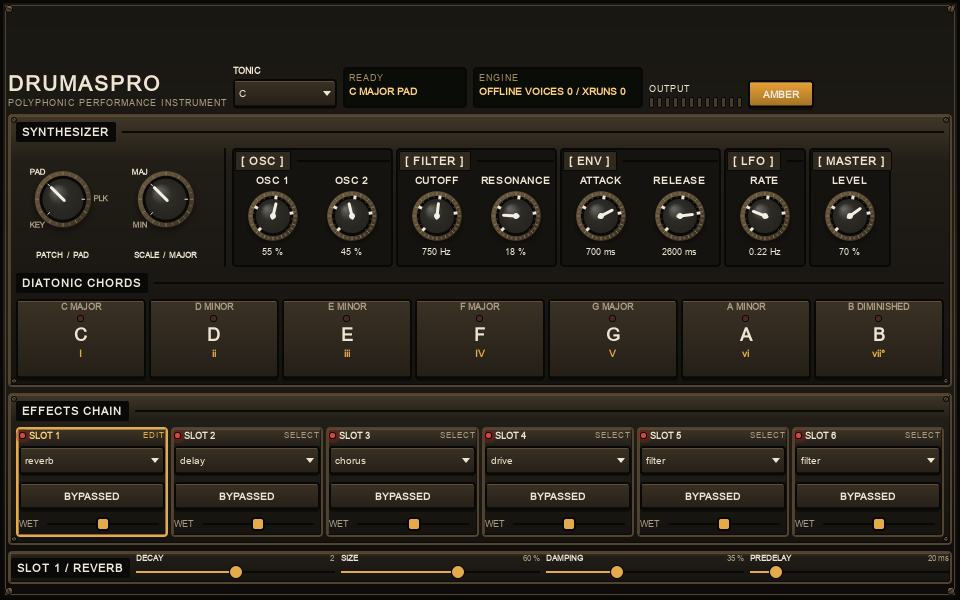 DRUMASPRO
POLYPHONIC PERFORMANCE INSTRUMENT
TONIC
C
READY
C MAJOR PAD
ENGINE
OFFLINE VOICES 0 / XRUNS 0
OUTPUT
AMBER
SYNTHESIZER
PAD
PLK
KEY
PATCH / PAD
MAJ
MIN
SCALE / MAJOR
[ OSC ]
OSC 1
55 %
OSC 2
45 %
[ FILTER ]
CUTOFF
750 Hz
RESONANCE
18 %
[ ENV ]
ATTACK
700 ms
RELEASE
2600 ms
[ LFO ]
RATE
0.22 Hz
[ MASTER ]
LEVEL
70 %
DIATONIC CHORDS
C MAJOR
C
I
D MINOR
D
ii
E MINOR
E
iii
F MAJOR
F
IV
G MAJOR
G
V
A MINOR
A
vi
B DIMINISHED
B
vii°
EFFECTS CHAIN
SLOT 1 EDIT
reverb
BYPASSED
WET
SLOT 2 SELECT
delay
BYPASSED
WET
SLOT 3 SELECT
chorus
BYPASSED
WET
SLOT 4 SELECT
drive
BYPASSED
WET
SLOT 5 SELECT
filter
BYPASSED
WET
SLOT 6 SELECT
filter
BYPASSED
WET
SLOT 1 / REVERB
DECAY 2
SIZE 60 %
DAMPING 35 %
PREDELAY 20 ms